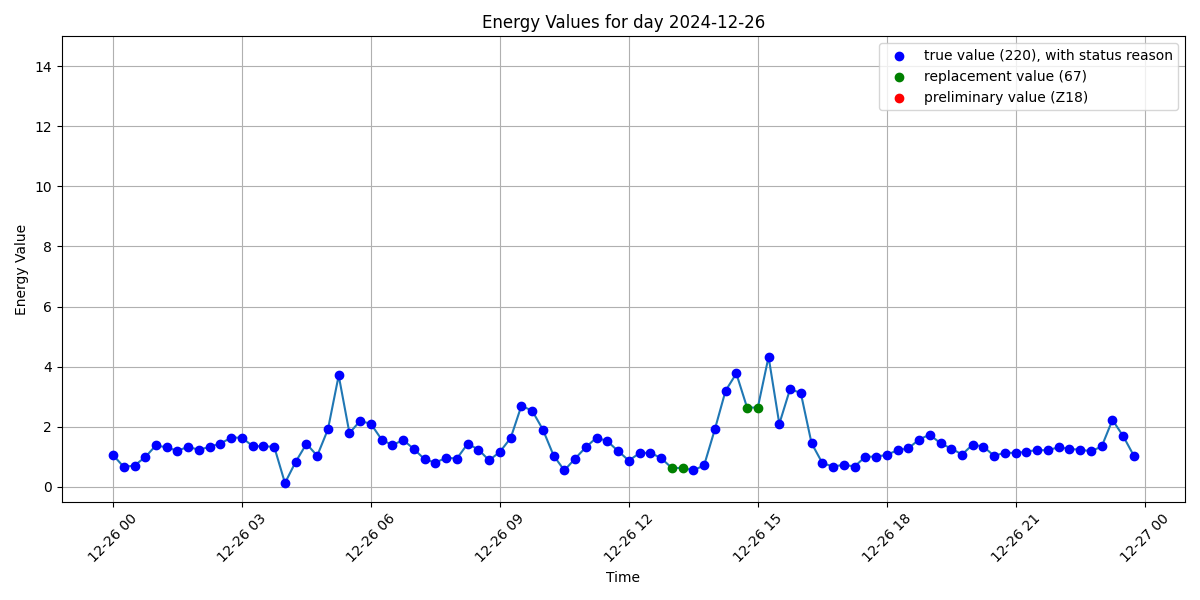 Energy Values for day 2024-12-26
true value (220), with status reason
replacement value (67)
preliminary value (Z18)
Energy Value
14
12
10
8
6
4
2
0
12-26 00
12-26 03
12-26 06
12-26 09
12-26 12
12-26 15
12-26 18
12-26 21
12-27 00
Time